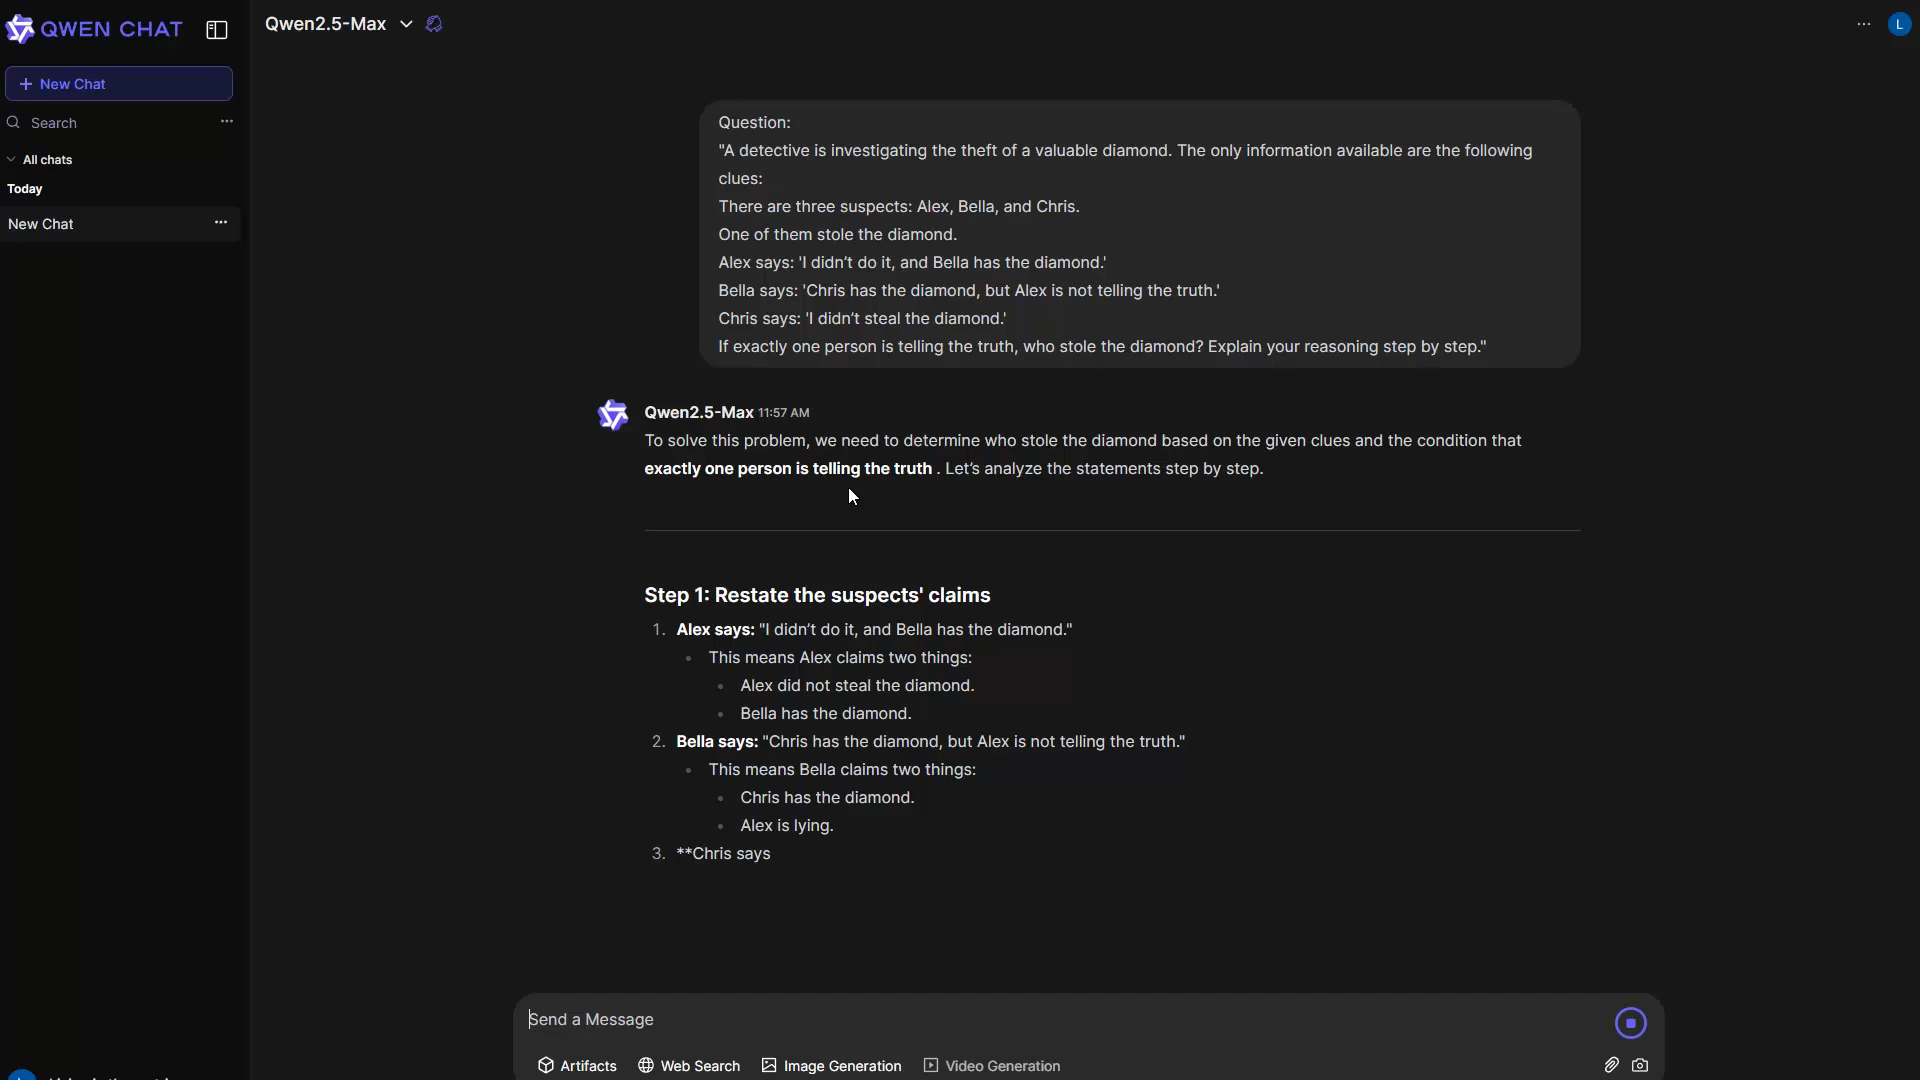 QWEN CHAT
Qwen2.5-Max
L
New Chat
Search
All chats
Today
New Chat
Question:
"A detective is investigating the theft of a valuable diamond. The only information available are the following
clues:
There are three suspects: Alex, Bella, and Chris.
One of them stole the diamond.
Alex says: 'I didn’t do it, and Bella has the diamond.'
Bella says: 'Chris has the diamond, but Alex is not telling the truth.'
Chris says: 'I didn’t steal the diamond.'
If exactly one person is telling the truth, who stole the diamond? Explain your reasoning step by step."
Qwen2.5-Max 11:57 AM
To solve this problem, we need to determine who stole the diamond based on the given clues and the condition that
exactly one person is telling the truth . Let’s analyze the statements step by step.
Step 1: Restate the suspects' claims
1. Alex says: "I didn’t do it, and Bella has the diamond."
This means Alex claims two things:
Alex did not steal the diamond.
Bella has the diamond.
2. Bella says: "Chris has the diamond, but Alex is not telling the truth."
This means Bella claims two things:
Chris has the diamond.
Alex is lying.
3. **Chris says
Send a Message
Artifacts Web Search Image Generation Video Generation